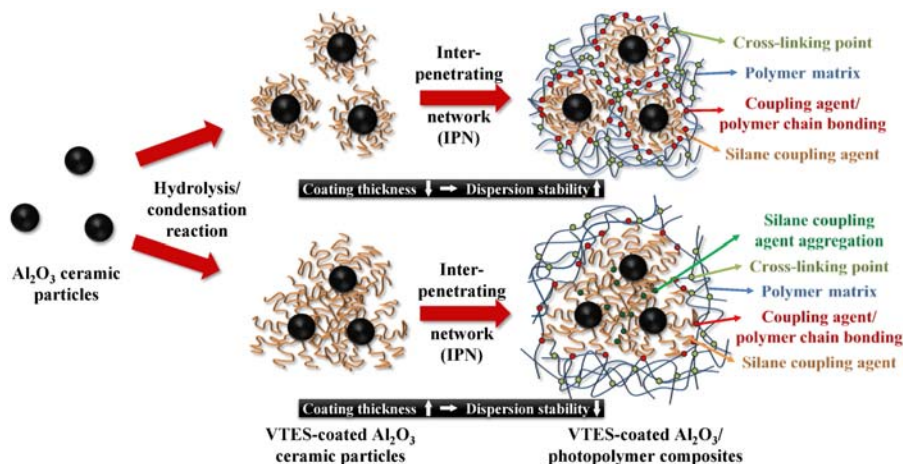 Al₂O₃ ceramic
particles
Hydrolysis/
condensation
reaction
Inter-
penetrating
network
(IPN)
Cross-linking point
Polymer matrix
Coupling agent/
polymer chain bonding
Silane coupling agent
Coating thickness ⬇ ➡ Dispersion stability ⬆
Inter-
penetrating
network
(IPN)
Silane coupling
agent aggregation
Cross-linking point
Polymer matrix
Coupling agent/
polymer chain bonding
Silane coupling agent
Coating thickness ⬆ ➡ Dispersion stability ⬇
VTES-coated Al₂O₃
ceramic particles
VTES-coated Al₂O₃/
photopolymer composites